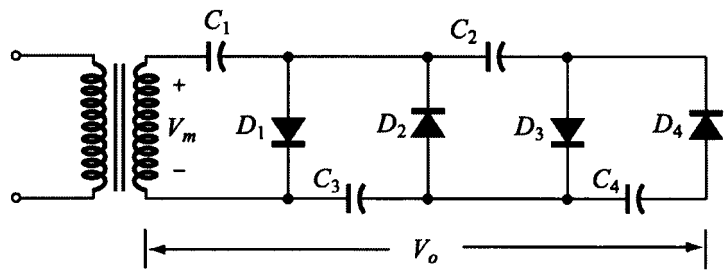 C₁
C₂
+
Vₘ
−
D₁
D₂
D₃
D₄
C₃
C₄
Vₒ